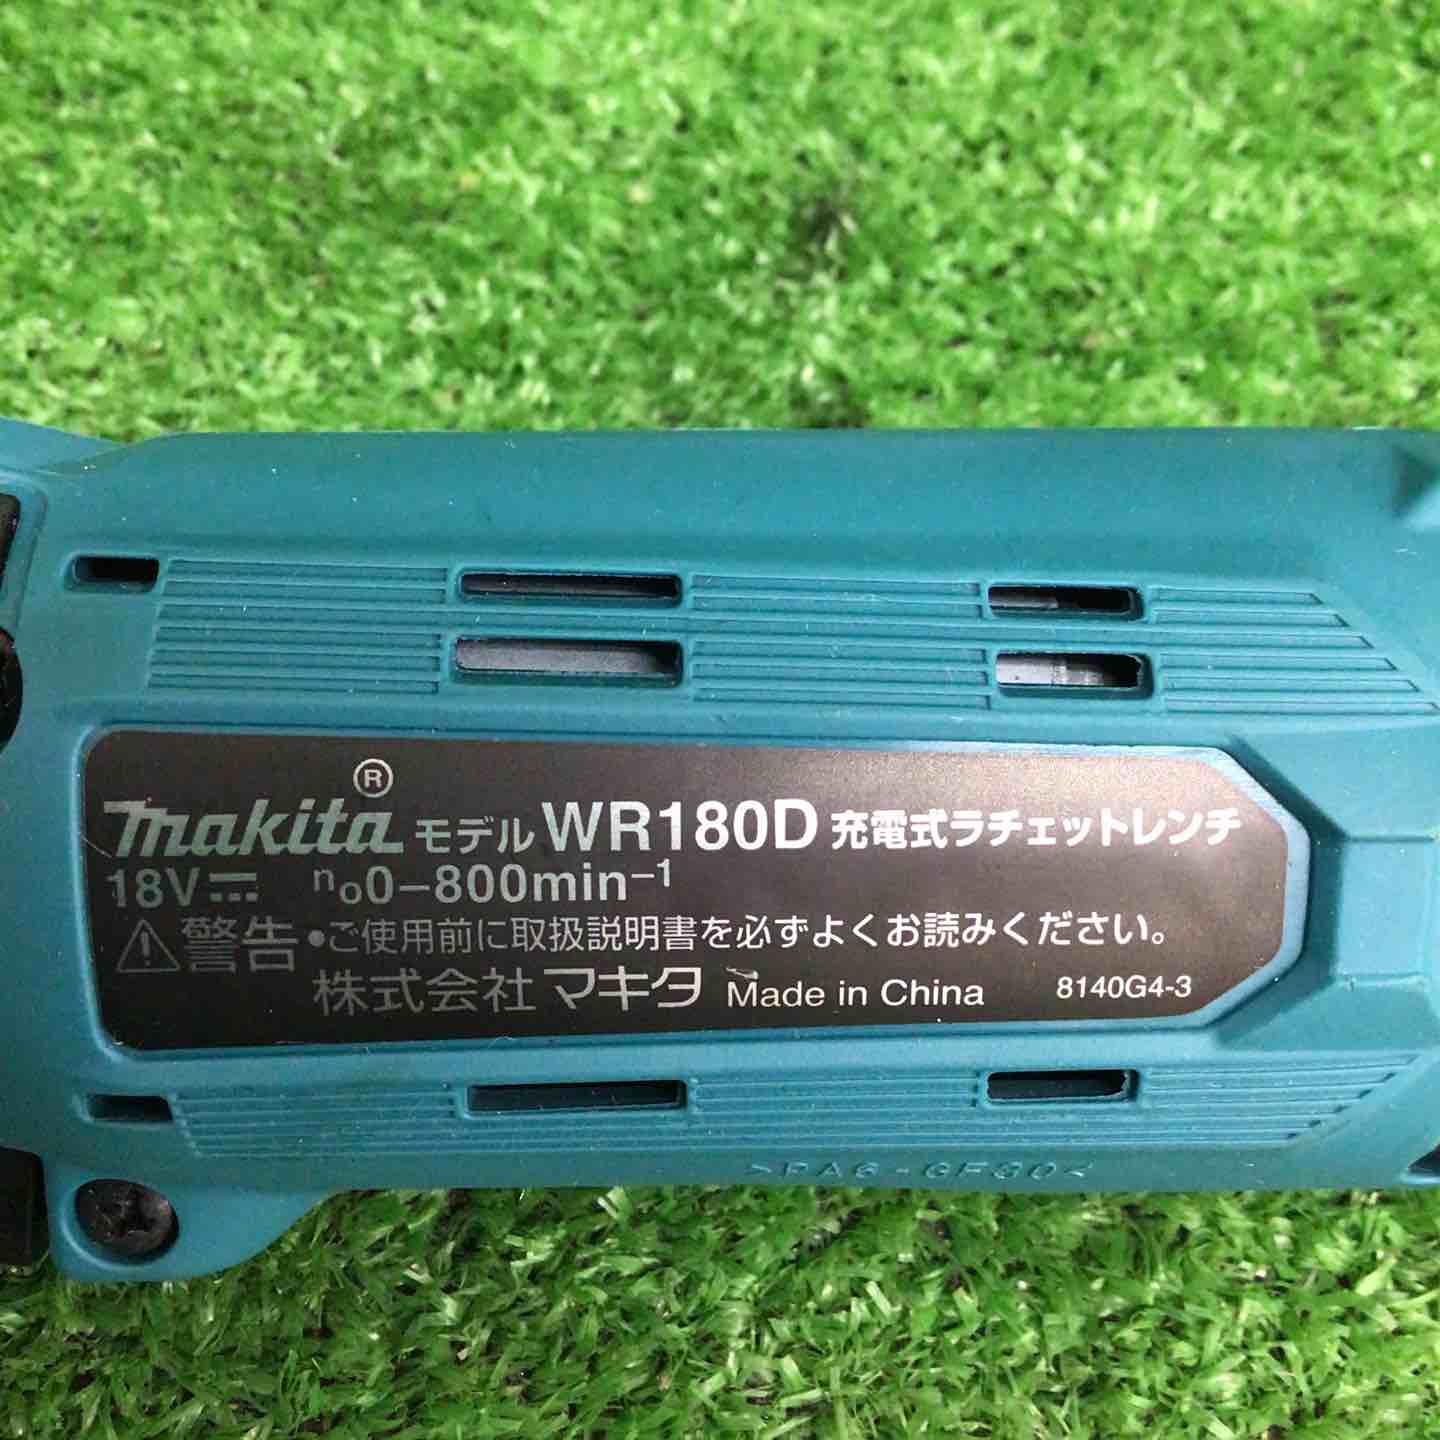 makita® モデル WR180D 充電式ラチェットレンチ
18V⎓ n₀0-800min⁻¹
⚠警告 •ご使用前に取扱説明書を必ずよくお読みください。
株式会社マキタ Made in China 8140G4-3
>PA6-GF30<